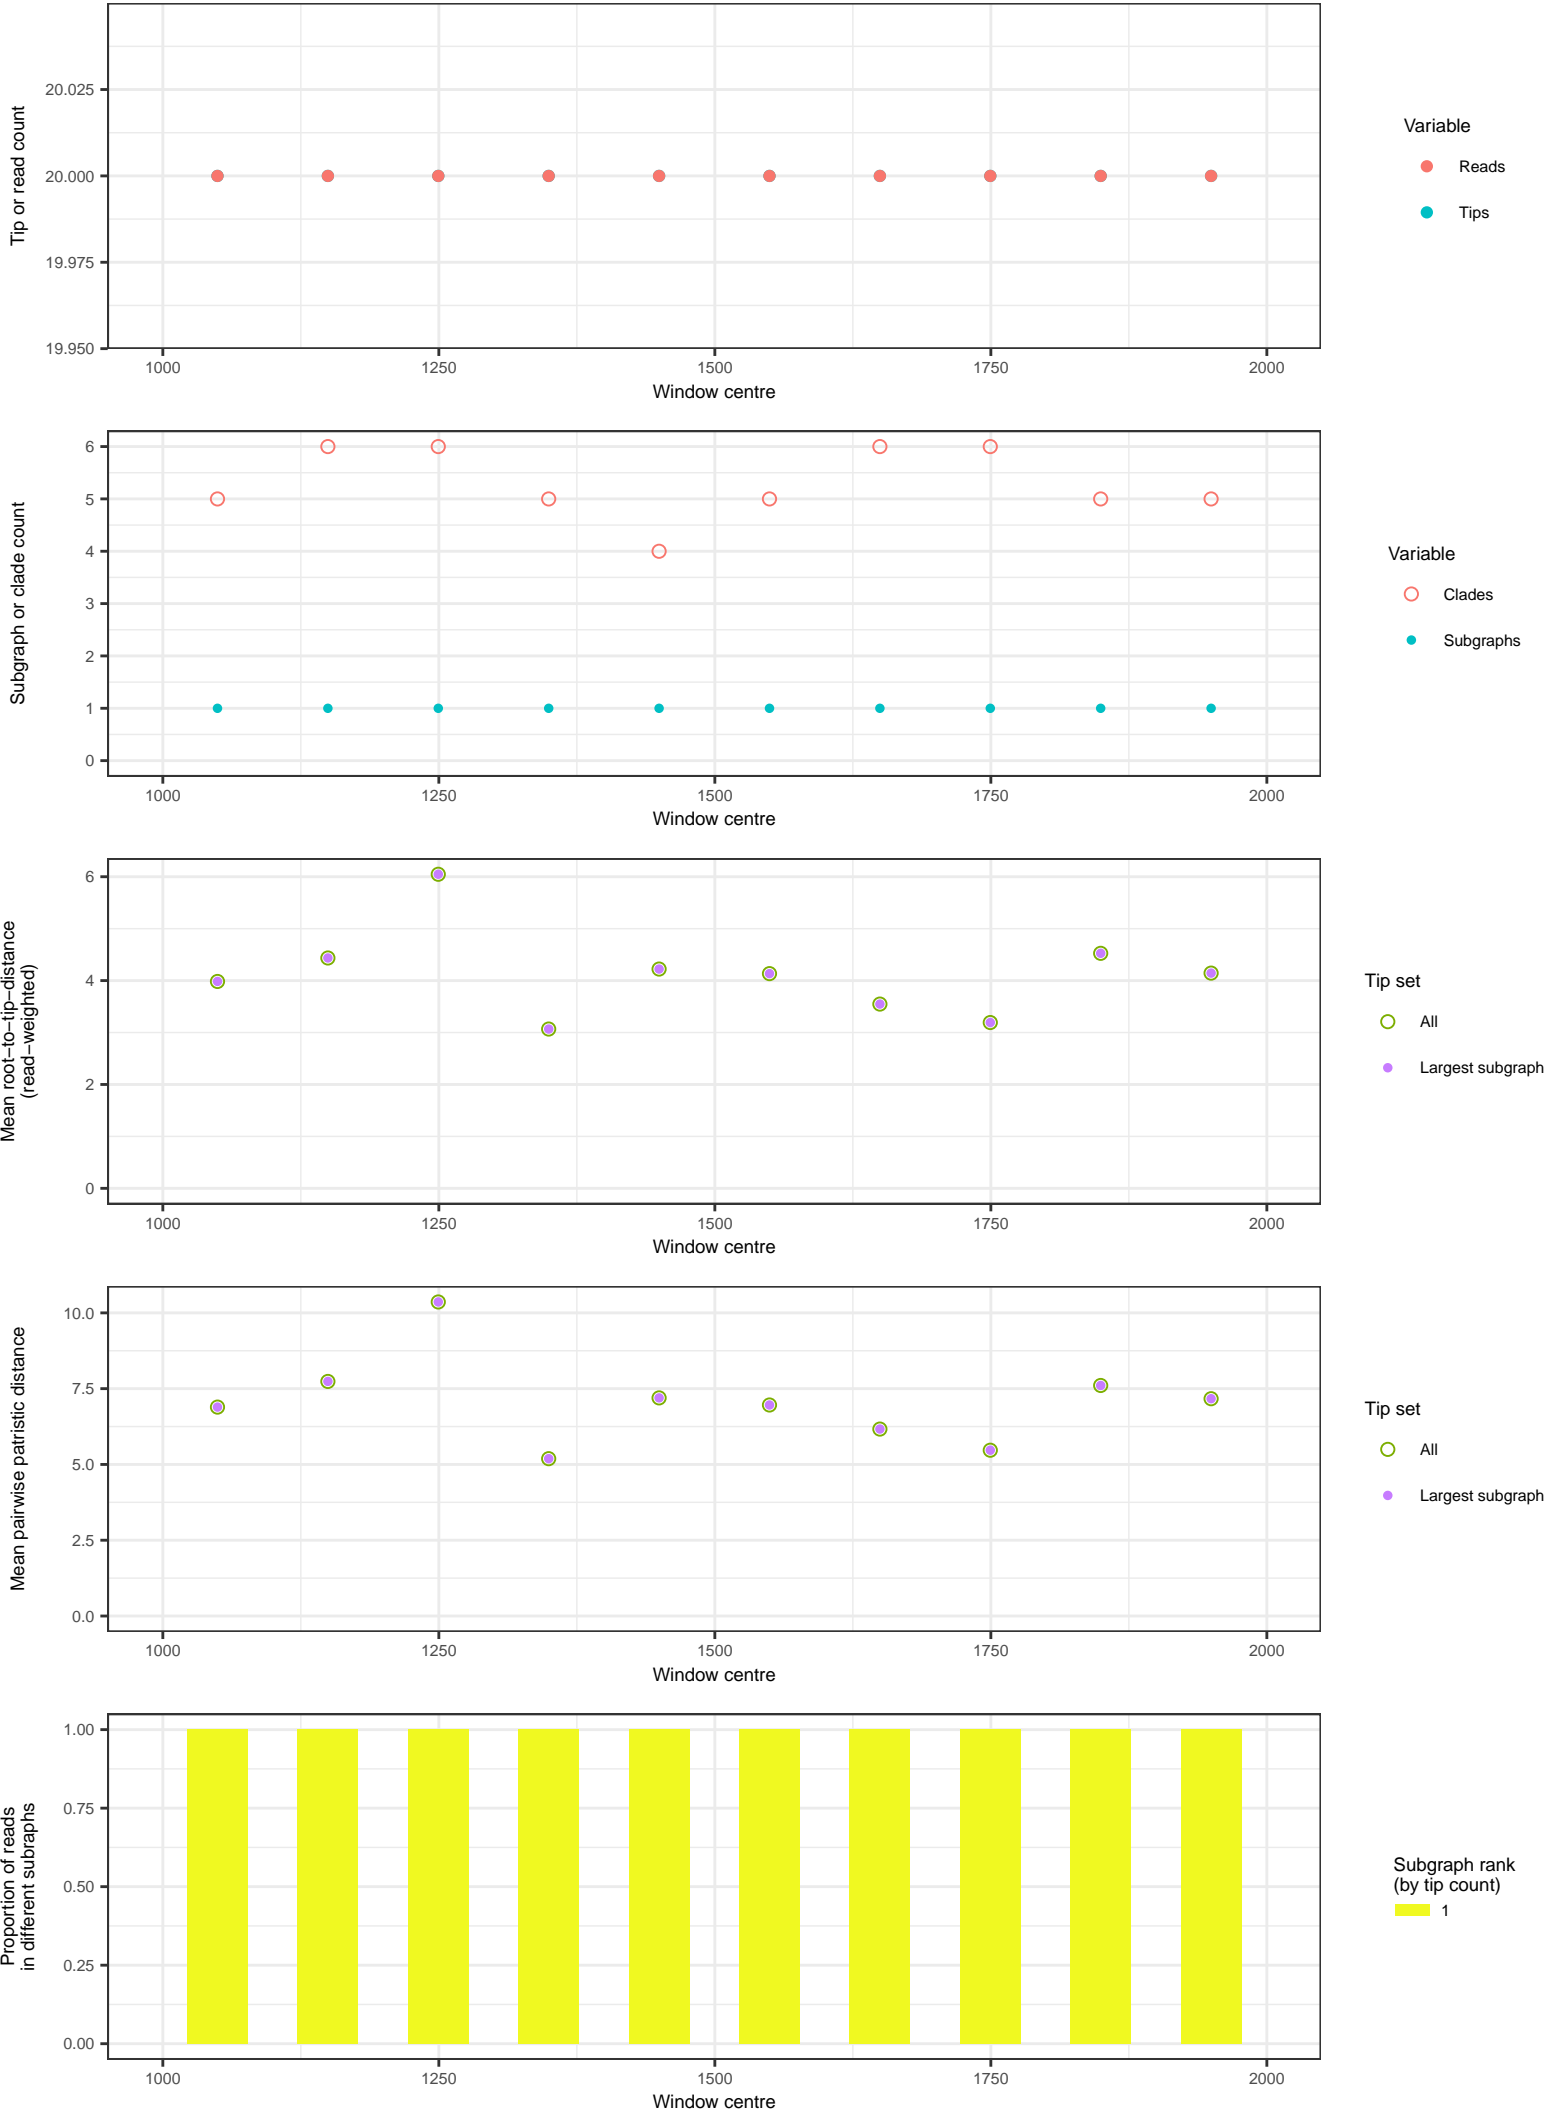 Tip or read count
20.025
20.000
19.975
19.950
1000
1250
1500
1750
2000
Window centre
Variable
Reads
Tips
Subgraph or clade count
6
5
4
3
2
1
0
1000
1250
1500
1750
2000
Window centre
Variable
Clades
Subgraphs
Mean root−to−tip−distance
(read−weighted)
6
4
2
0
1000
1250
1500
1750
2000
Window centre
Tip set
All
Largest subgraph
Mean pairwise patristic distance
10.0
7.5
5.0
2.5
0.0
1000
1250
1500
1750
2000
Window centre
Tip set
All
Largest subgraph
Proportion of reads
in different subraphs
1.00
0.75
0.50
0.25
0.00
1000
1250
1500
1750
2000
Window centre
Subgraph rank
(by tip count)
1